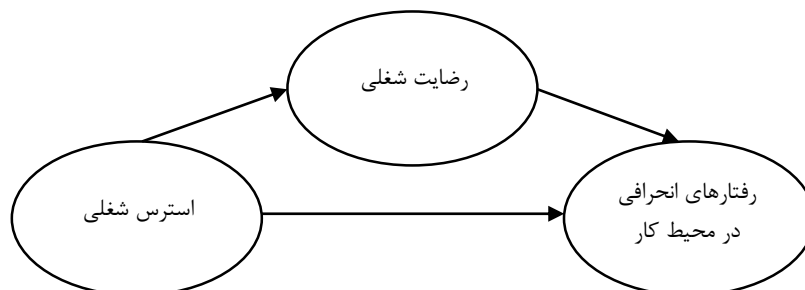 رضایت شغلی
استرس شغلی
رفتارهای انحرافی
در محیط کار